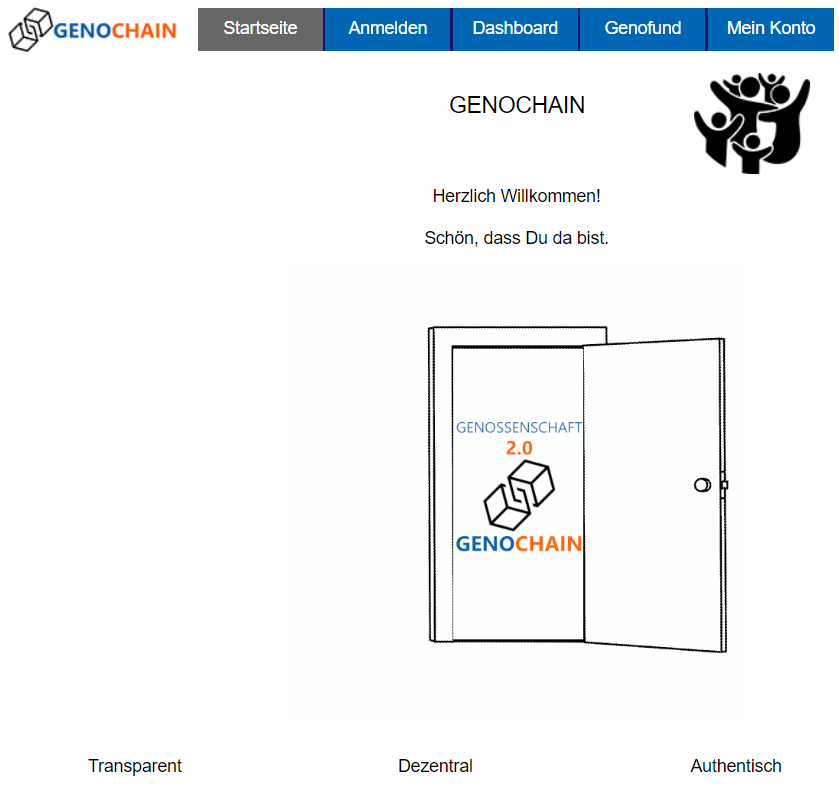 GENOCHAIN
Startseite
Anmelden
Dashboard
Genofund
Mein Konto
GENOCHAIN
Herzlich Willkommen!
Schön, dass Du da bist.
GENOSSENSCHAFT
2.0
GENOCHAIN
Transparent
Dezentral
Authentisch